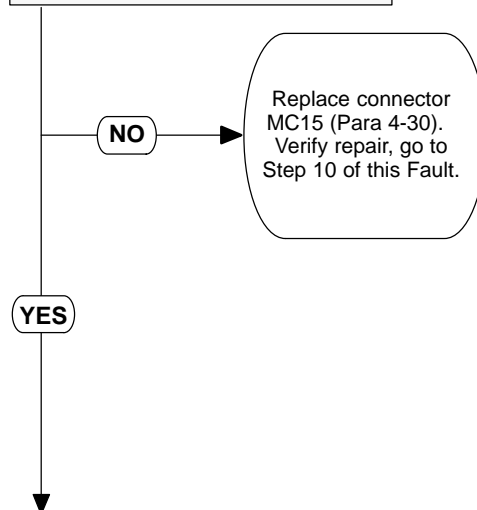 NO
Replace connector
MC15 (Para 4-30).
Verify repair, go to
Step 10 of this Fault.
YES